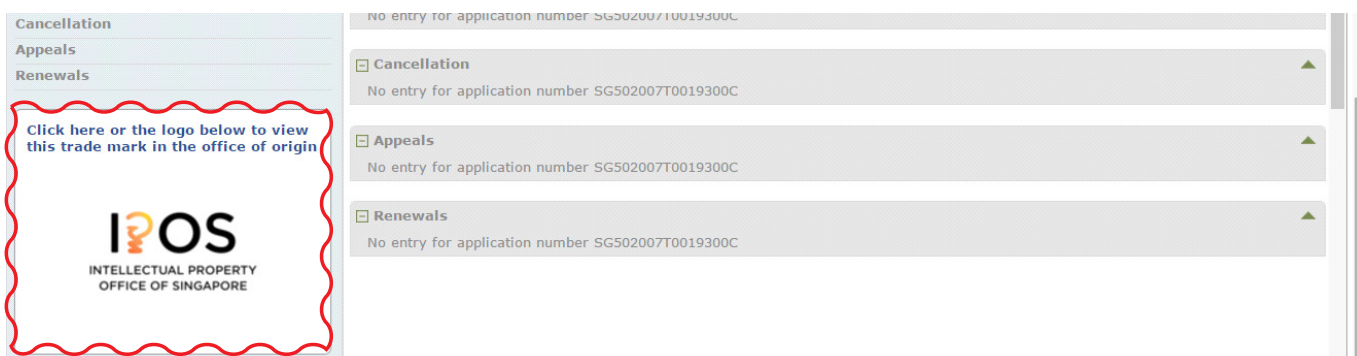 Cancellation
Appeals
Renewals
Click here or the logo below to view
this trade mark in the office of origin
IPOS
INTELLECTUAL PROPERTY
OFFICE OF SINGAPORE
No entry for application number SG502007T0019300C
Cancellation
No entry for application number SG502007T0019300C
Appeals
No entry for application number SG502007T0019300C
Renewals
No entry for application number SG502007T0019300C